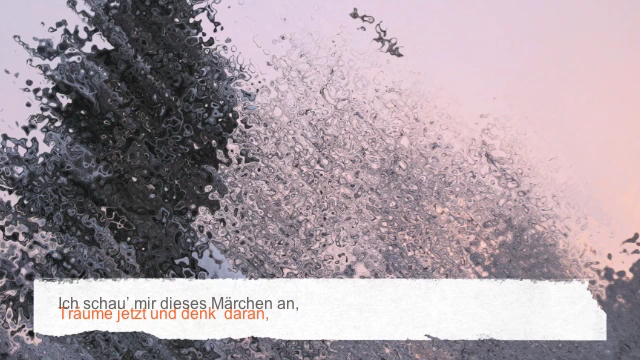 Ich schau' mir dieses Märchen an,
Träume jetzt und denk' daran,